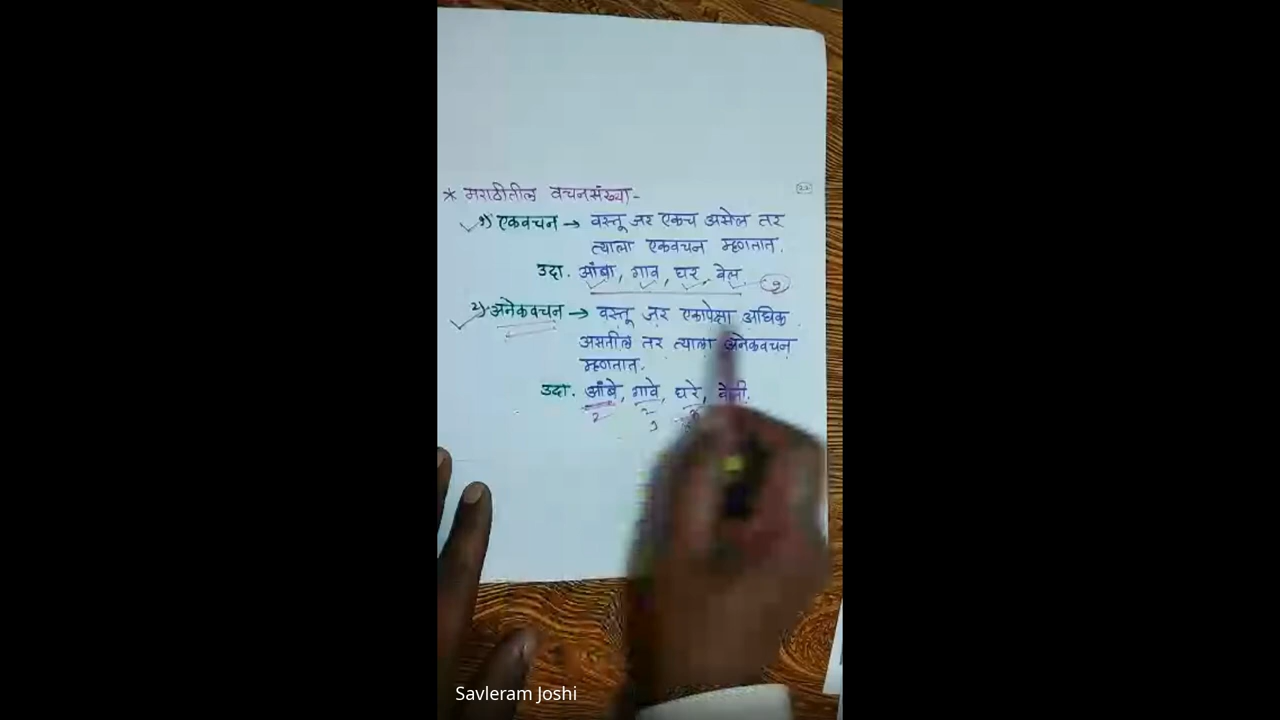 * मराठीतील वचनसंख्या-
१) एकवचन → वस्तू जर एकच असेल तर
त्याला एकवचन म्हणतात.
उदा. आंबा, गाव, घर, वेल
२) अनेकवचन → वस्तू जर एकापेक्षा अधिक
असतील तर त्याला अनेकवचन
म्हणतात.
उदा. आंबे, गावे, घरे, वेली.
Savleram Joshi